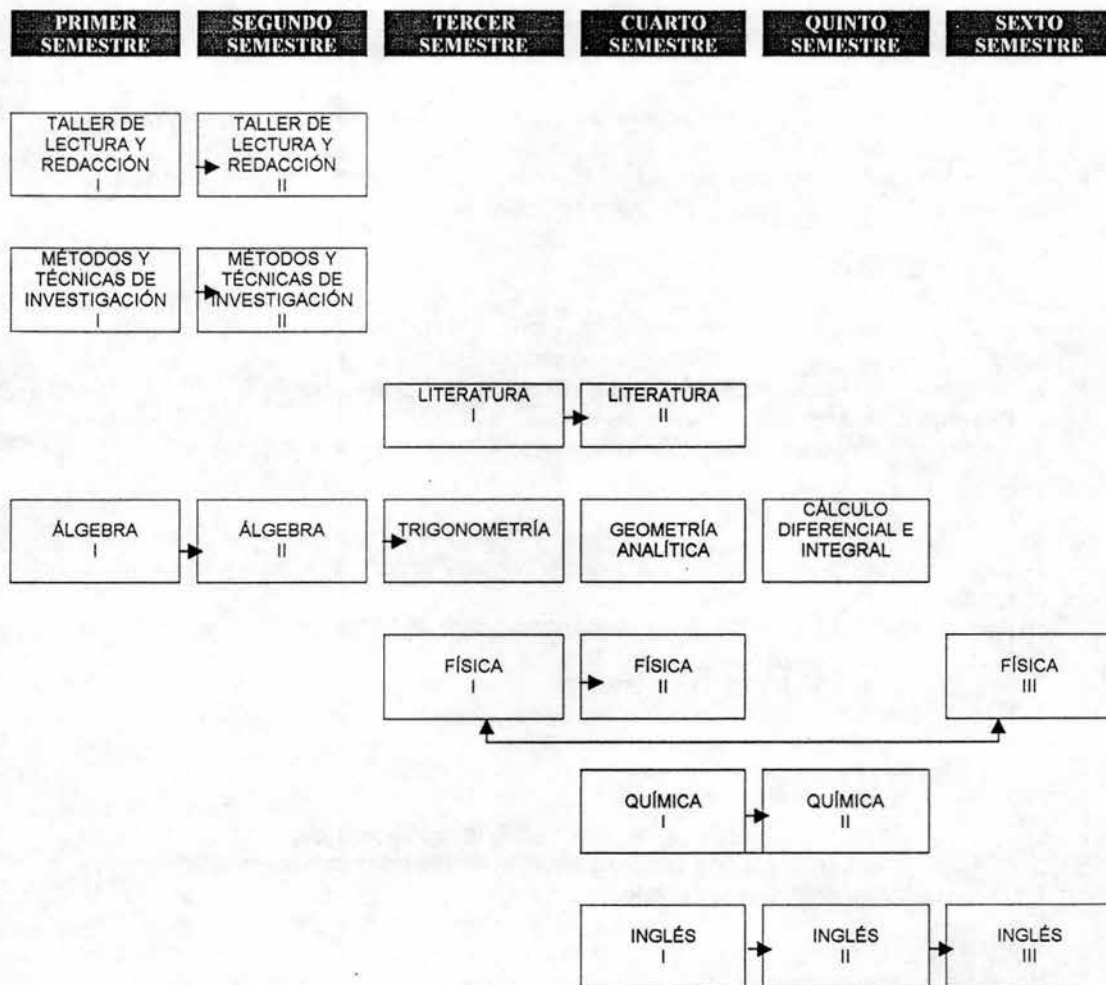 PRIMER
SEMESTRE
SEGUNDO
SEMESTRE
TERCER
SEMESTRE
CUARTO
SEMESTRE
QUINTO
SEMESTRE
SEXTO
SEMESTRE
TALLER DE
LECTURA Y
REDACCIÓN
I
TALLER DE
LECTURA Y
REDACCIÓN
II
MÉTODOS Y
TÉCNICAS DE
INVESTIGACIÓN
I
MÉTODOS Y
TÉCNICAS DE
INVESTIGACIÓN
II
LITERATURA
I
LITERATURA
II
ÁLGEBRA
I
ÁLGEBRA
II
TRIGONOMETRÍA
GEOMETRÍA
ANALÍTICA
CÁLCULO
DIFERENCIAL E
INTEGRAL
FÍSICA
I
FÍSICA
II
FÍSICA
III
QUÍMICA
I
QUÍMICA
II
INGLÉS
I
INGLÉS
II
INGLÉS
III